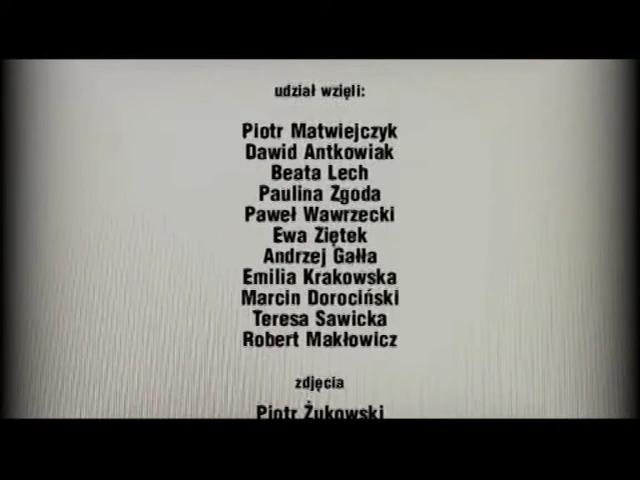 udział wzięli:
Piotr Matwiejczyk
Dawid Antkowiak
Beata Lech
Paulina Zgoda
Paweł Wawrzecki
Ewa Ziętek
Andrzej Gałła
Emilia Krakowska
Marcin Dorociński
Teresa Sawicka
Robert Makłowicz
zdjęcia
Piotr Żukowski